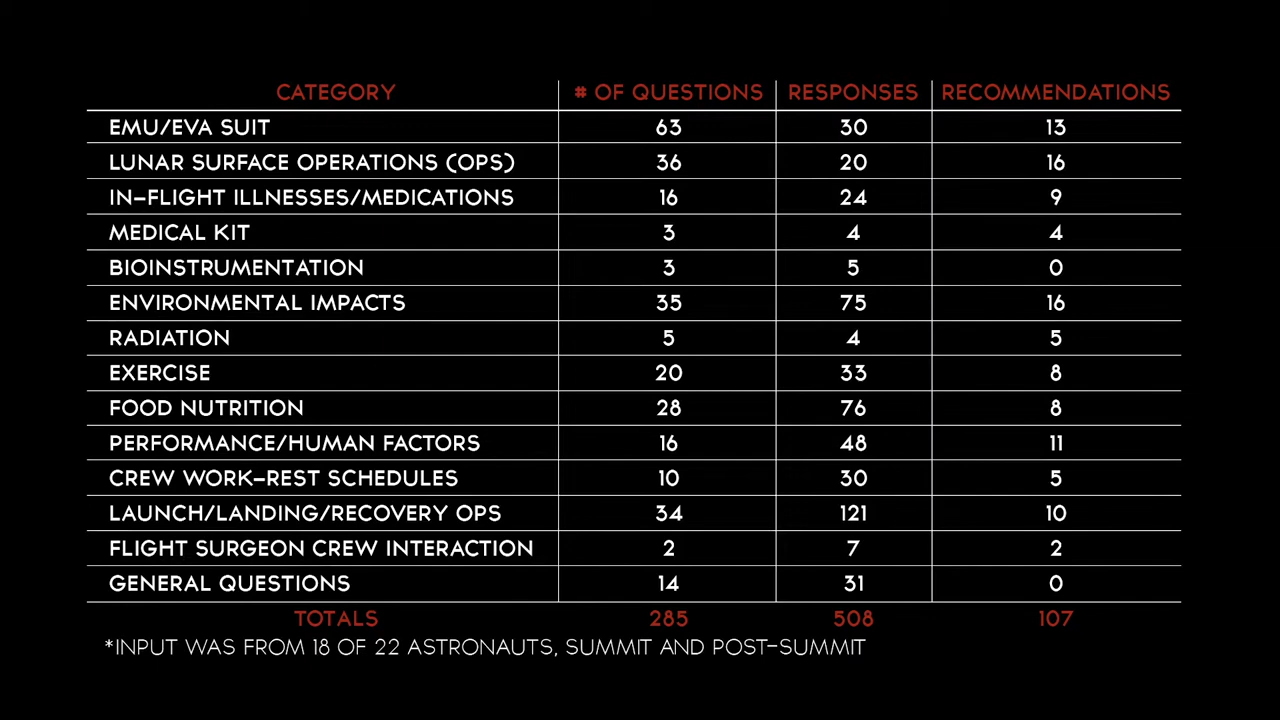 CATEGORY # OF QUESTIONS RESPONSES RECOMMENDATIONS
EMU/EVA SUIT 63 30 13
LUNAR SURFACE OPERATIONS (OPS) 36 20 16
IN-FLIGHT ILLNESSES/MEDICATIONS 16 24 9
MEDICAL KIT 3 4 4
BIOINSTRUMENTATION 3 5 0
ENVIRONMENTAL IMPACTS 35 75 16
RADIATION 5 4 5
EXERCISE 20 33 8
FOOD NUTRITION 28 76 8
PERFORMANCE/HUMAN FACTORS 16 48 11
CREW WORK-REST SCHEDULES 10 30 5
LAUNCH/LANDING/RECOVERY OPS 34 121 10
FLIGHT SURGEON CREW INTERACTION 2 7 2
GENERAL QUESTIONS 14 31 0
TOTALS 285 508 107
*INPUT WAS FROM 18 OF 22 ASTRONAUTS, SUMMIT AND POST-SUMMIT